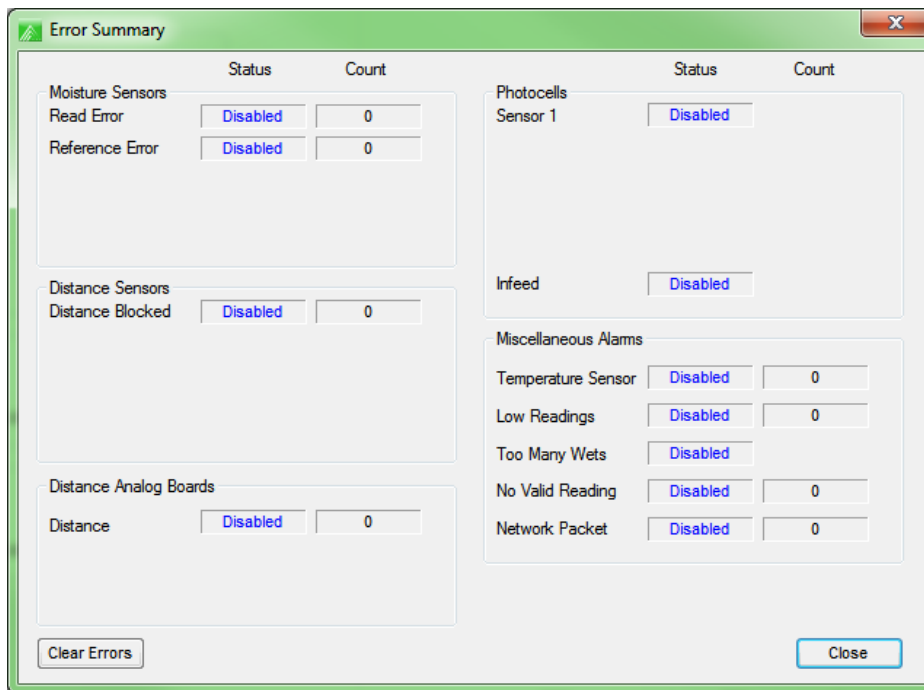 Error Summary
Status Count
Moisture Sensors
Read Error Disabled 0
Reference Error Disabled 0
Distance Sensors
Distance Blocked Disabled 0
Distance Analog Boards
Distance Disabled 0
Clear Errors
Status Count
Photocells
Sensor 1 Disabled
Infeed Disabled
Miscellaneous Alarms
Temperature Sensor Disabled 0
Low Readings Disabled 0
Too Many Wets Disabled
No Valid Reading Disabled 0
Network Packet Disabled 0
Close